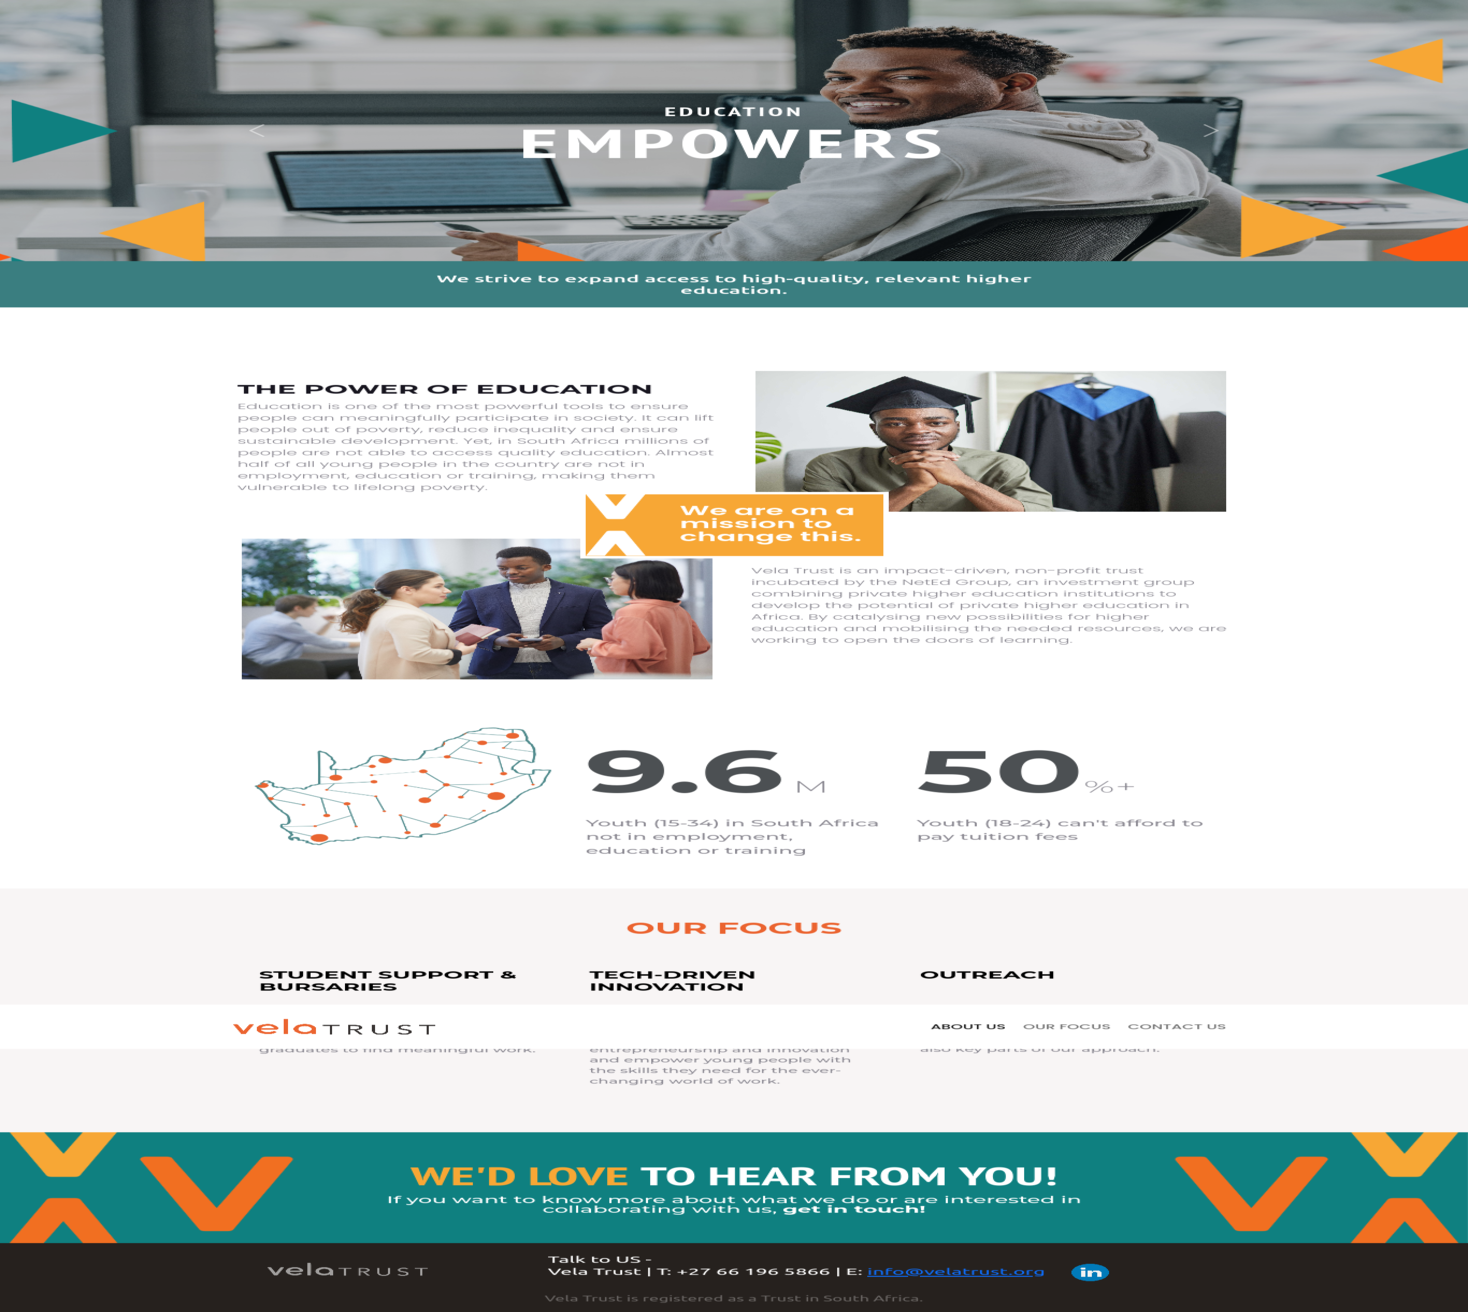 EDUCATION
EMPOWERS
<
>
We strive to expand access to high-quality, relevant higher
education.
THE POWER OF EDUCATION
Education is one of the most powerful tools to ensure
people can meaningfully participate in society. It can lift
people out of poverty, reduce inequality and ensure
sustainable development. Yet, in South Africa millions of
people are not able to access quality education. Almost
half of all young people in the country are not in
employment, education or training, making them
vulnerable to lifelong poverty.
We are on a
mission to
change this.
Vela Trust is an impact-driven, non-profit trust
incubated by the NetEd Group, an investment group
combining private higher education institutions to
develop the potential of private higher education in
Africa. By catalysing new possibilities for higher
education and mobilising the needed resources, we are
working to open the doors of learning.
9.6 M
Youth (15-34) in South Africa
not in employment,
education or training
50 %+
Youth (18-24) can't afford to
pay tuition fees
OUR FOCUS
STUDENT SUPPORT &
BURSARIES
TECH-DRIVEN
INNOVATION
OUTREACH
vela TRUST
ABOUT US OUR FOCUS CONTACT US
graduates to find meaningful work.
entrepreneurship and innovation
and empower young people with
the skills they need for the ever-
changing world of work.
also key parts of our approach.
WE'D LOVE TO HEAR FROM YOU!
If you want to know more about what we do or are interested in
collaborating with us, get in touch!
vela TRUST
Talk to US -
Vela Trust | T: +27 66 196 5866 | E: info@velatrust.org
in
Vela Trust is registered as a Trust in South Africa.